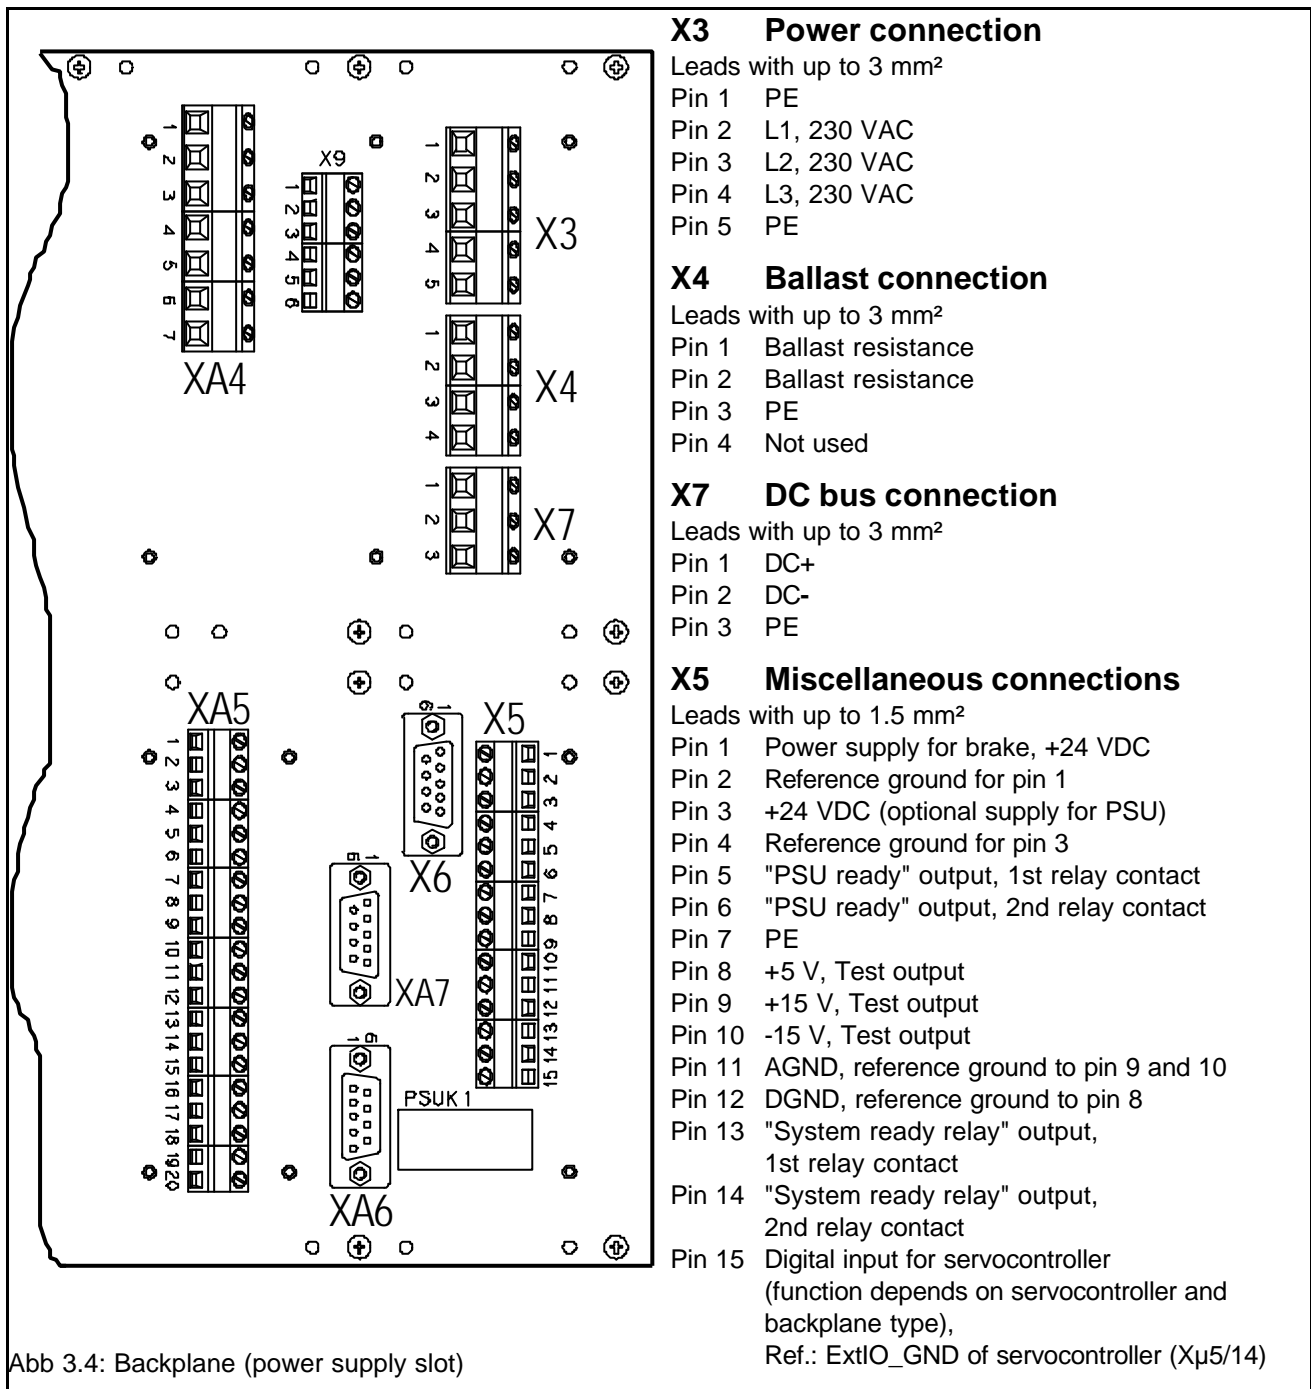 X3 Power connection
Leads with up to 3 mm²
Pin 1 PE
Pin 2 L1, 230 VAC
Pin 3 L2, 230 VAC
Pin 4 L3, 230 VAC
Pin 5 PE
X4 Ballast connection
Leads with up to 3 mm²
Pin 1 Ballast resistance
Pin 2 Ballast resistance
Pin 3 PE
Pin 4 Not used
X7 DC bus connection
Leads with up to 3 mm²
Pin 1 DC+
Pin 2 DC-
Pin 3 PE
X5 Miscellaneous connections
Leads with up to 1.5 mm²
Pin 1 Power supply for brake, +24 VDC
Pin 2 Reference ground for pin 1
Pin 3 +24 VDC (optional supply for PSU)
Pin 4 Reference ground for pin 3
Pin 5 "PSU ready" output, 1st relay contact
Pin 6 "PSU ready" output, 2nd relay contact
Pin 7 PE
Pin 8 +5 V, Test output
Pin 9 +15 V, Test output
Pin 10 -15 V, Test output
Pin 11 AGND, reference ground to pin 9 and 10
Pin 12 DGND, reference ground to pin 8
Pin 13 "System ready relay" output,
1st relay contact
Pin 14 "System ready relay" output,
2nd relay contact
Pin 15 Digital input for servocontroller
(function depends on servocontroller and
backplane type),
Ref.: ExtIO_GND of servocontroller (Xµ5/14)
1 2 3 4 5 6 7
XA4
X9
1 2 3 4 5 6
1 2 3 4 5
X3
1 2 3 4
X4
1 2 3
X7
XA5
1 2 3 4 5 6 7 8 9 10 11 12 13 14 15 16 17 18 19 20
6 1
X6
X5
1 2 3 4 5 6 7 8 9 10 11 12 13 14 15
6 1
XA7
1 6
XA6
PSUK1
Abb 3.4: Backplane (power supply slot)